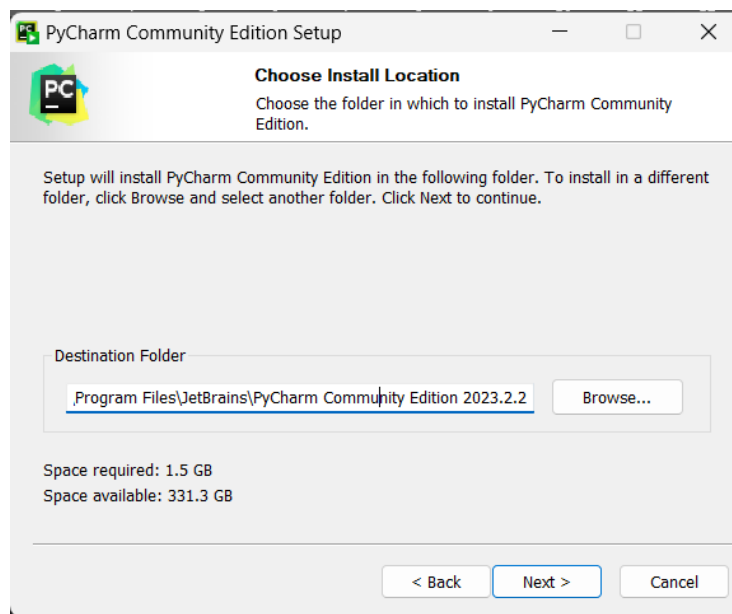 PyCharm Community Edition Setup
PC
Choose Install Location
Choose the folder in which to install PyCharm Community
Edition.
Setup will install PyCharm Community Edition in the following folder. To install in a different
folder, click Browse and select another folder. Click Next to continue.
Destination Folder
Program Files\JetBrains\PyCharm Community Edition 2023.2.2
Browse...
Space required: 1.5 GB
Space available: 331.3 GB
< Back
Next >
Cancel